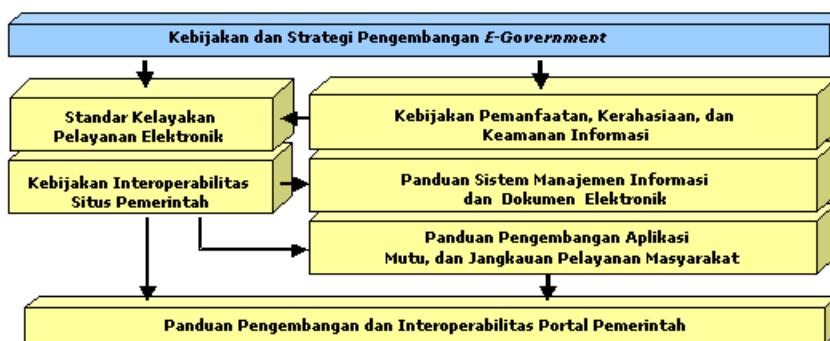 Kebijakan dan Strategi Pengembangan E-Government
Standar Kelayakan
Pelayanan Elektronik
Kebijakan Pemanfaatan, Kerahasiaan, dan
Keamanan Informasi
Kebijakan Interoperabilitas
Situs Pemerintah
Panduan Sistem Manajemen Informasi
dan Dokumen Elektronik
Panduan Pengembangan Aplikasi
Mutu, dan Jangkauan Pelayanan Masyarakat
Panduan Pengembangan dan Interoperabilitas Portal Pemerintah